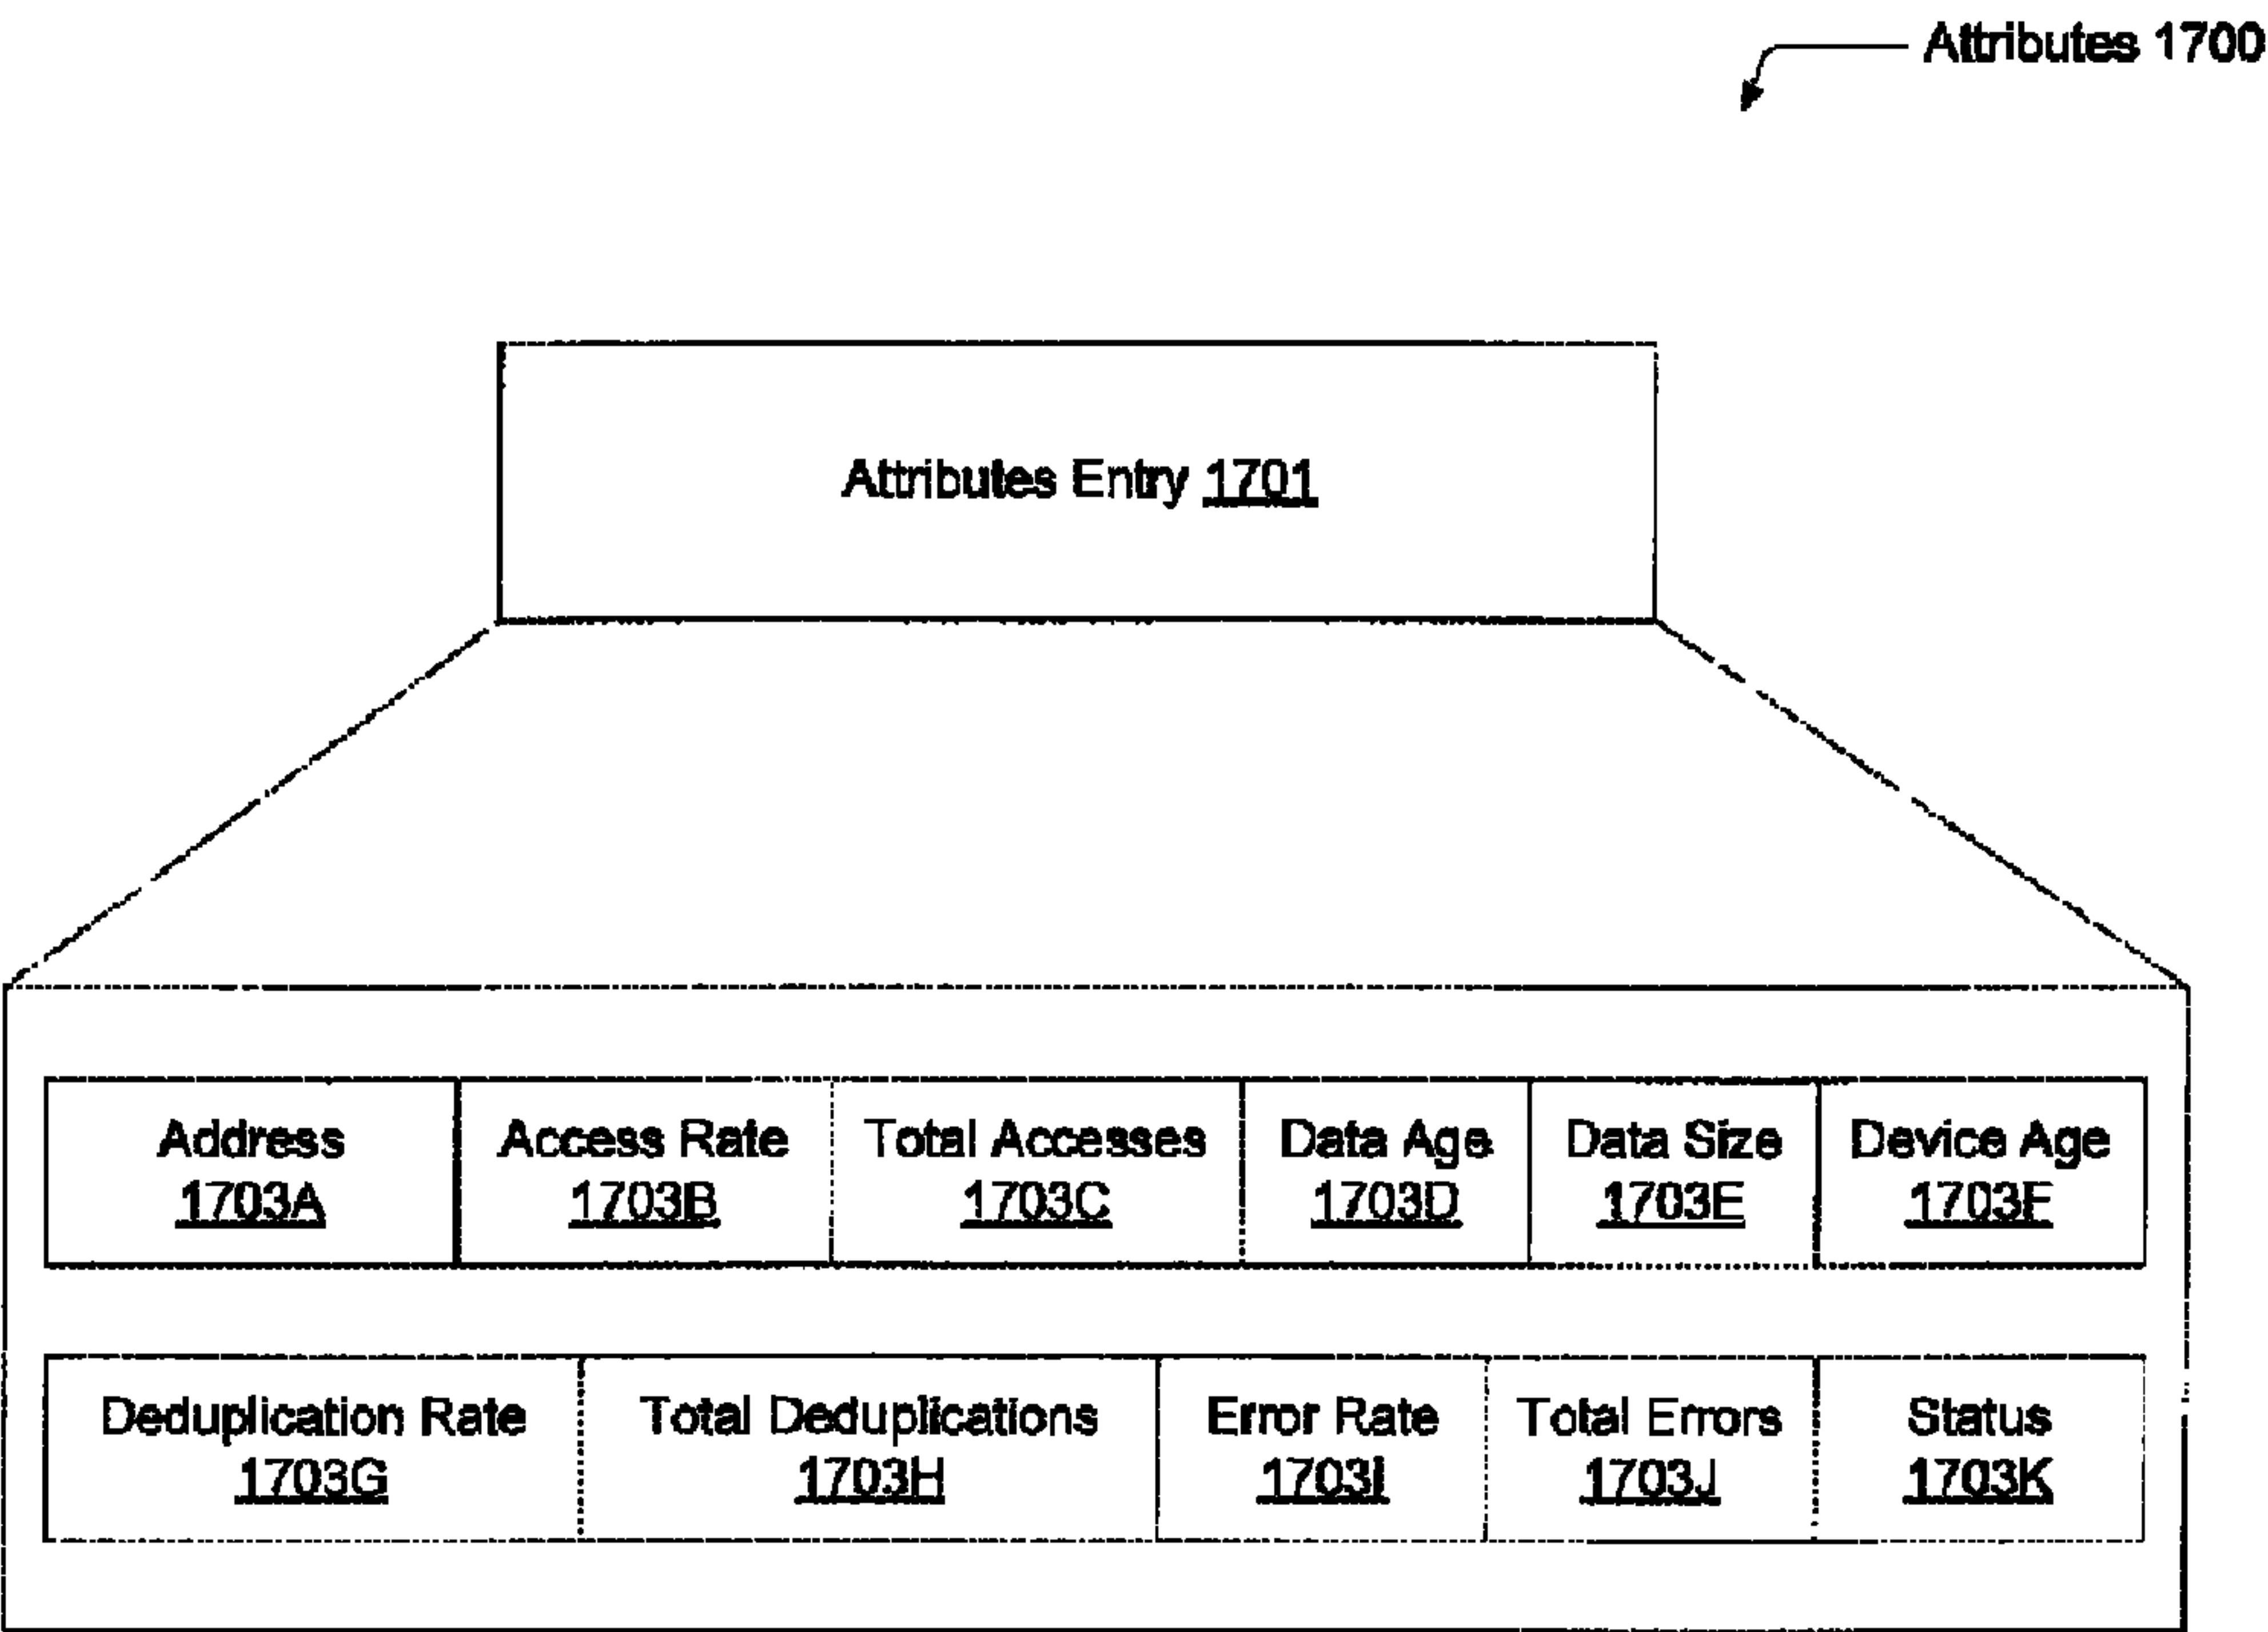 Attributes 1700
Attributes Entry 1701
Address Access Rate Total Accesses Data Age Data Size Device Age
1703A 1703B 1703C 1703D 1703E 1703F
Deduplication Rate Total Deduplications Error Rate Total Errors Status
1703G 1703H 1703I 1703J 1703K